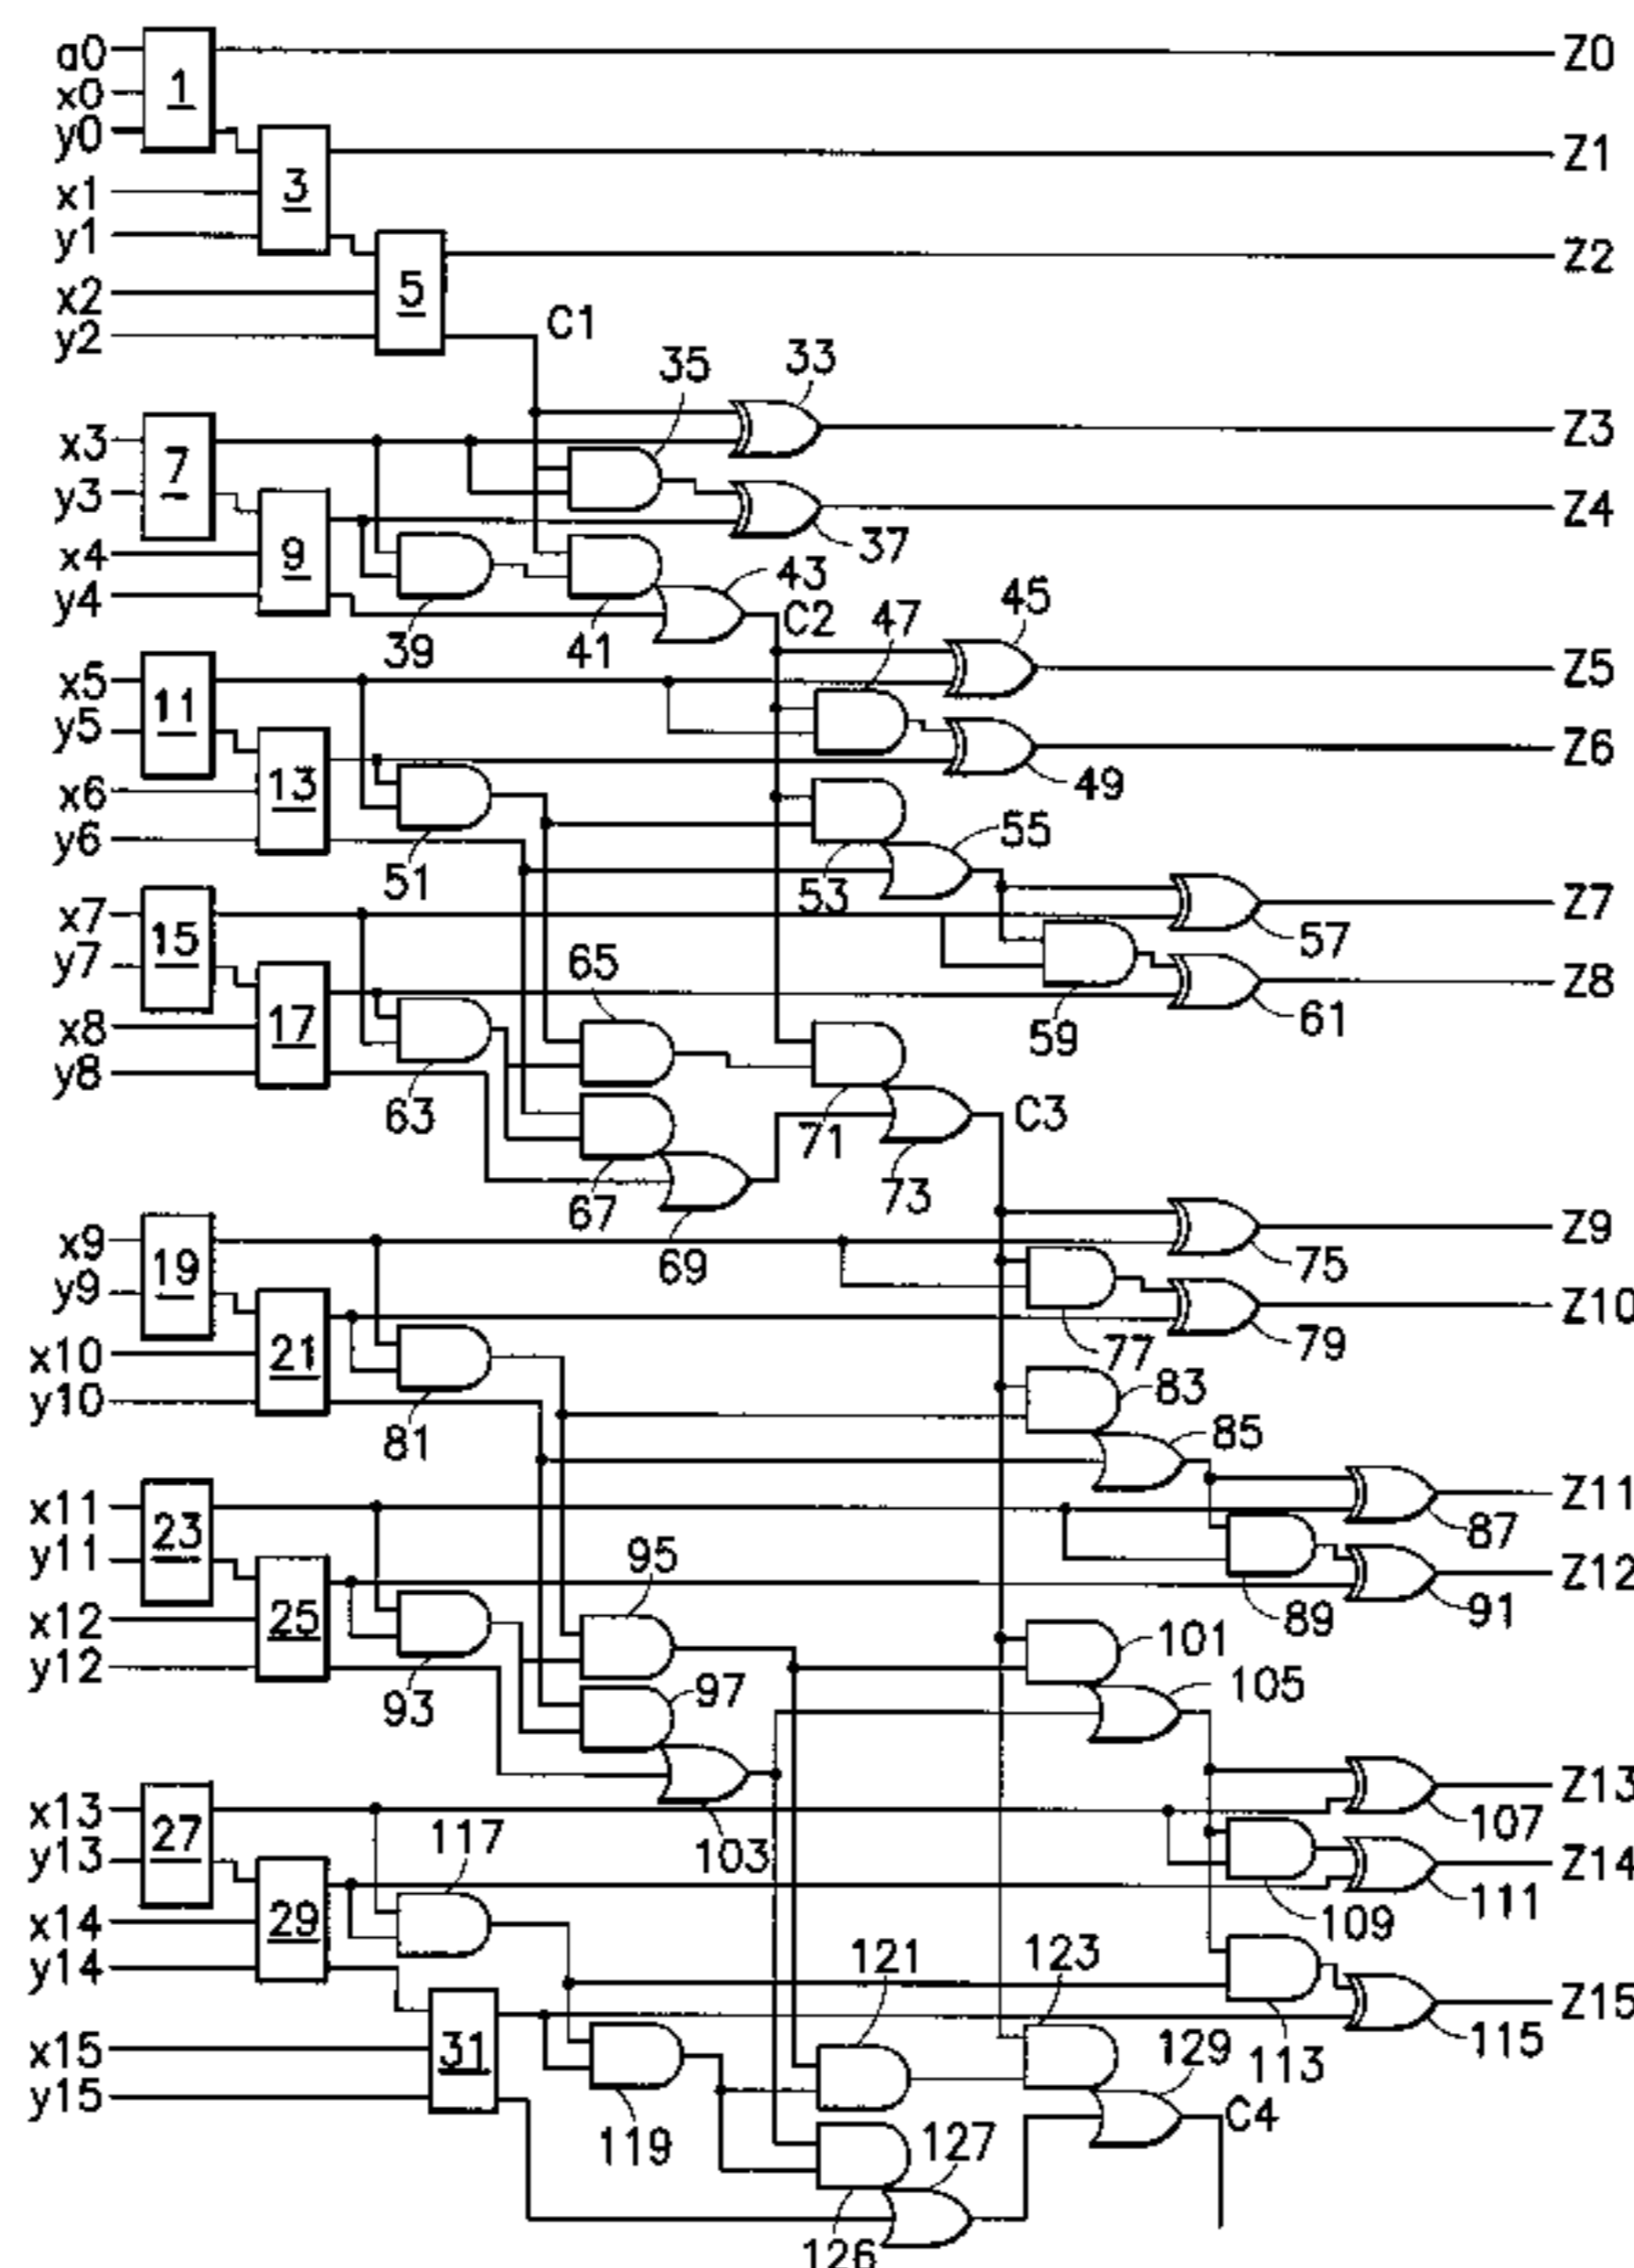 a0 1 Z0
x0
y0 3 Z1
x1
y1 5 Z2
x2 C1
y2
35 33
x3 7 Z3
y3 Z4
x4 9 37
y4 43
39 41 C2 47 45
x5 11 Z5
y5 Z6
x6 13 49
y6 51 53 55
x7 15 Z7
y7 65 57
x8 17 59 61 Z8
y8 63 71 C3
67 73
69
x9 19 Z9
y9 75
x10 21 77 79 Z10
y10 81 83
85
x11 23 Z11
y11 87
x12 25 95 89 91 Z12
y12 93 97 101
105
x13 27 Z13
y13 117 103 107
x14 29 109 111 Z14
y14 121 123
x15 31 129 113 115 Z15
y15 119 127 C4
126